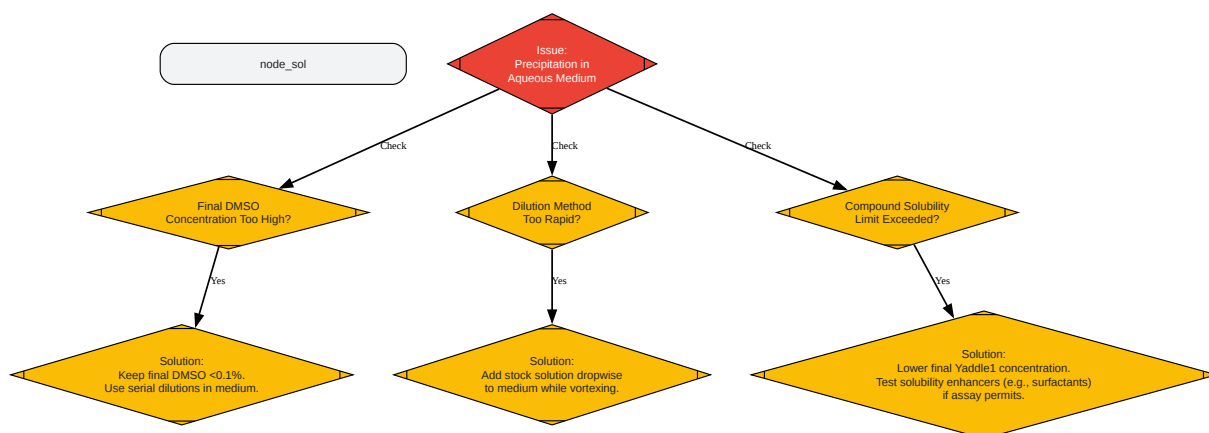 node_sol
Issue:
Precipitation in
Aqueous Medium
Check
Check
Check
Final DMSO
Concentration Too High?
Dilution Method
Too Rapid?
Compound Solubility
Limit Exceeded?
Yes
Yes
Yes
Solution:
Keep final DMSO <0.1%.
Use serial dilutions in medium.
Solution:
Add stock solution dropwise
to medium while vortexing.
Solution:
Lower final Yaddle1 concentration.
Test solubility enhancers (e.g., surfactants)
if assay permits.